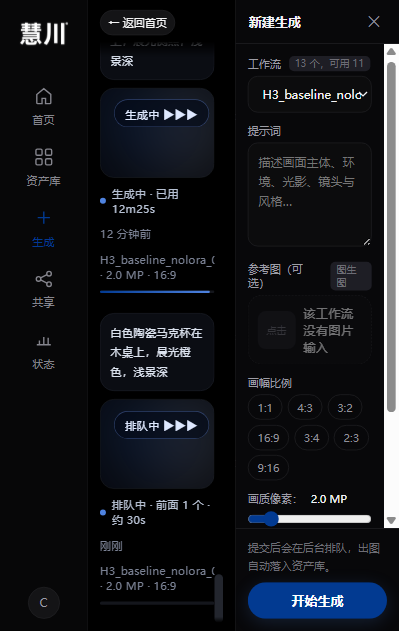 慧川
首页
资产库
生成
共享
状态
C
← 返回首页
景深
生成中 ▶▶▶
生成中 · 已用
12m25s
12 分钟前
H3_baseline_nolora_0
· 2.0 MP · 16:9
白色陶瓷马克杯在
木桌上，晨光橙
色，浅景深
排队中 ▶▶▶
排队中 · 前面 1 个 ·
约 30s
刚刚
H3_baseline_nolora_0
· 2.0 MP · 16:9
新建生成
工作流
13 个，可用 11
H3_baseline_nolo
提示词
描述画面主体、环
境、光影、镜头与
风格...
参考图（可
选）
图生
图
点击
该工作流
没有图片
输入
画幅比例
1:1
4:3
3:2
16:9
3:4
2:3
9:16
画质像素：
2.0 MP
提交后会在后台排队，出图
自动落入资产库。
开始生成